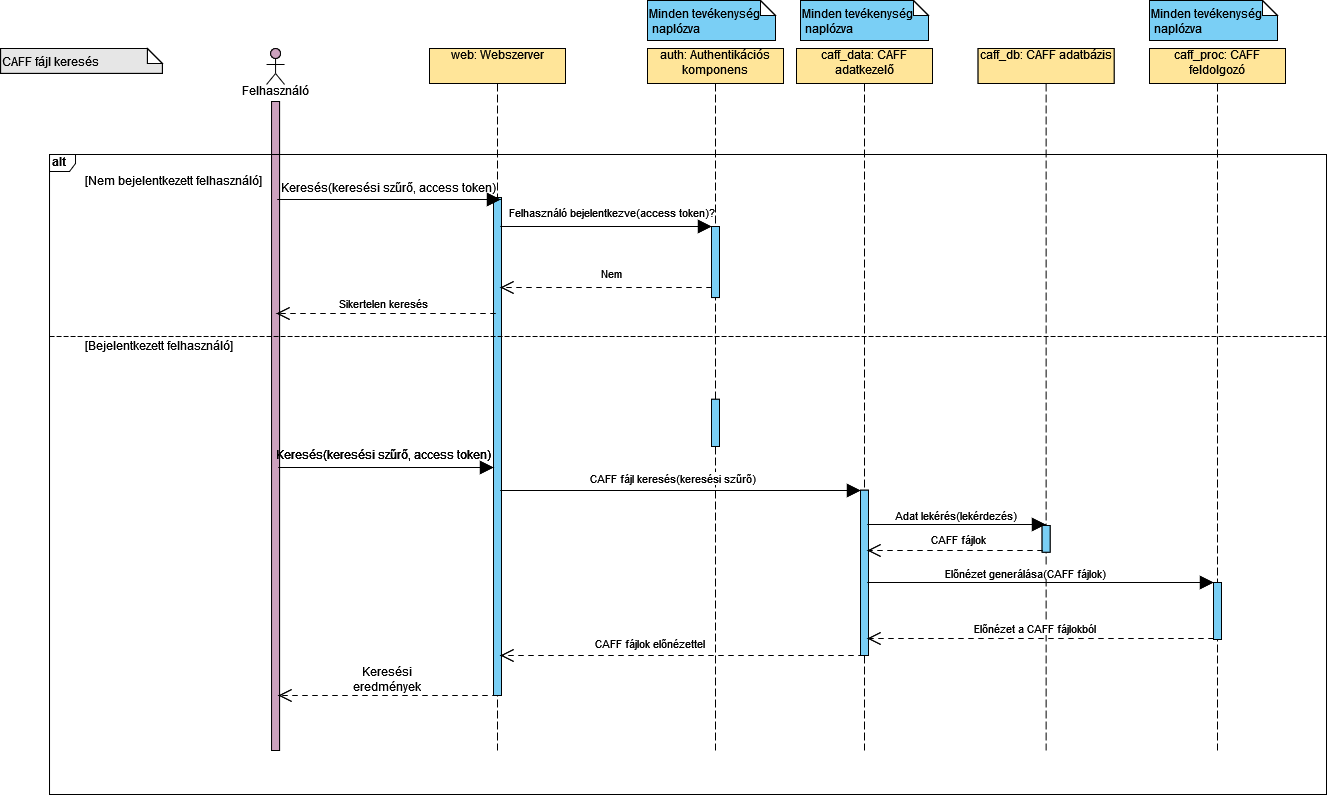 Minden tevékenység
naplózva
Minden tevékenység
naplózva
Minden tevékenység
naplózva
CAFF fájl keresés
Felhasználó
web: Webszerver
auth: Authentikációs
komponens
caff_data: CAFF
adatkezelő
caff_db: CAFF adatbázis
caff_proc: CAFF
feldolgozó
alt
[Nem bejelentkezett felhasználó]
Keresés(keresési szűrő, access token)
Felhasználó bejelentkezve(access token)?
Nem
Sikertelen keresés
[Bejelentkezett felhasználó]
Keresés(keresési szűrő, access token)
CAFF fájl keresés(keresési szűrő)
Adat lekérés(lekérdezés)
CAFF fájlok
Előnézet generálása(CAFF fájlok)
Előnézet a CAFF fájlokból
CAFF fájlok előnézettel
Keresési
eredmények